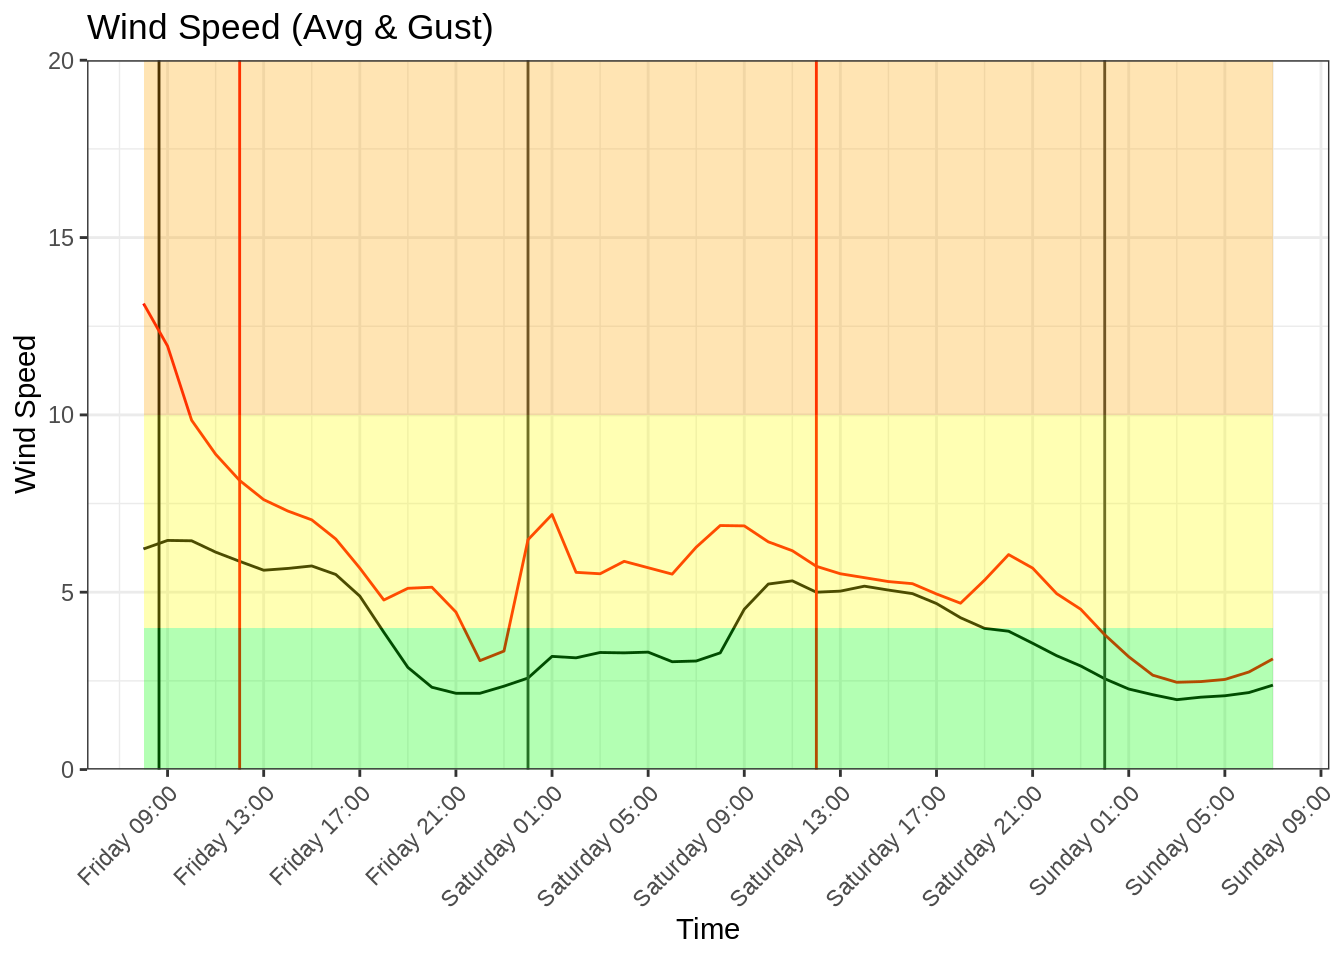 Wind Speed (Avg & Gust)
20
15
10
5
0
Wind Speed
Friday 09:00
Friday 13:00
Friday 17:00
Friday 21:00
Saturday 01:00
Saturday 05:00
Saturday 09:00
Saturday 13:00
Saturday 17:00
Saturday 21:00
Sunday 01:00
Sunday 05:00
Sunday 09:00
Time